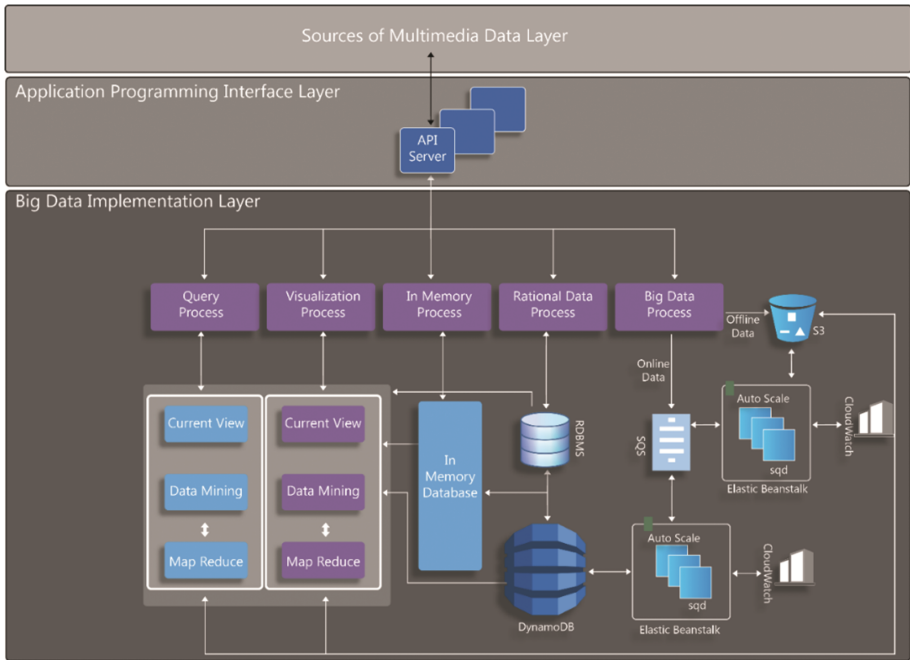 Sources of Multimedia Data Layer
Application Programming Interface Layer
API
Server
Big Data Implementation Layer
Query
Process
Visualization
Process
In Memory
Process
Rational Data
Process
Big Data
Process
Offline
Data
S3
Online
Data
Current View
Data Mining
Map Reduce
Current View
Data Mining
Map Reduce
In
Memory
Database
RDBMS
SQS
Auto Scale
sqd
Elastic Beanstalk
CloudWatch
DynamoDB
Auto Scale
sqd
Elastic Beanstalk
CloudWatch